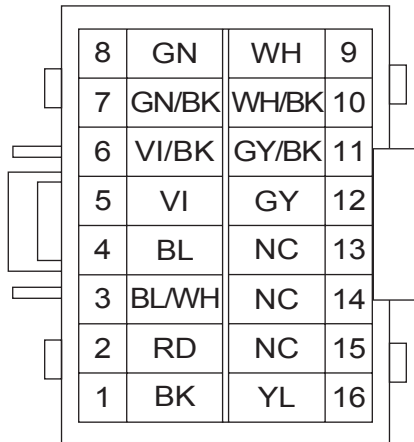 8 GN WH 9
7 GN/BK WH/BK 10
6 VI/BK GY/BK 11
5 VI GY 12
4 BL NC 13
3 BL/WH NC 14
2 RD NC 15
1 BK YL 16